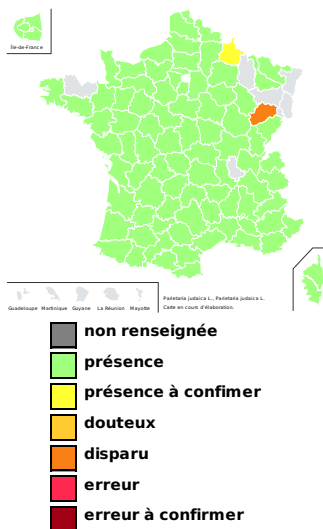 Île-de-France
Guadeloupe Martinique Guyane La Réunion Mayotte
Parietaria judaica L., Parietaria judaica L.
Carte en cours d'élaboration.
non renseignée
présence
présence à confimer
douteux
disparu
erreur
erreur à confirmer